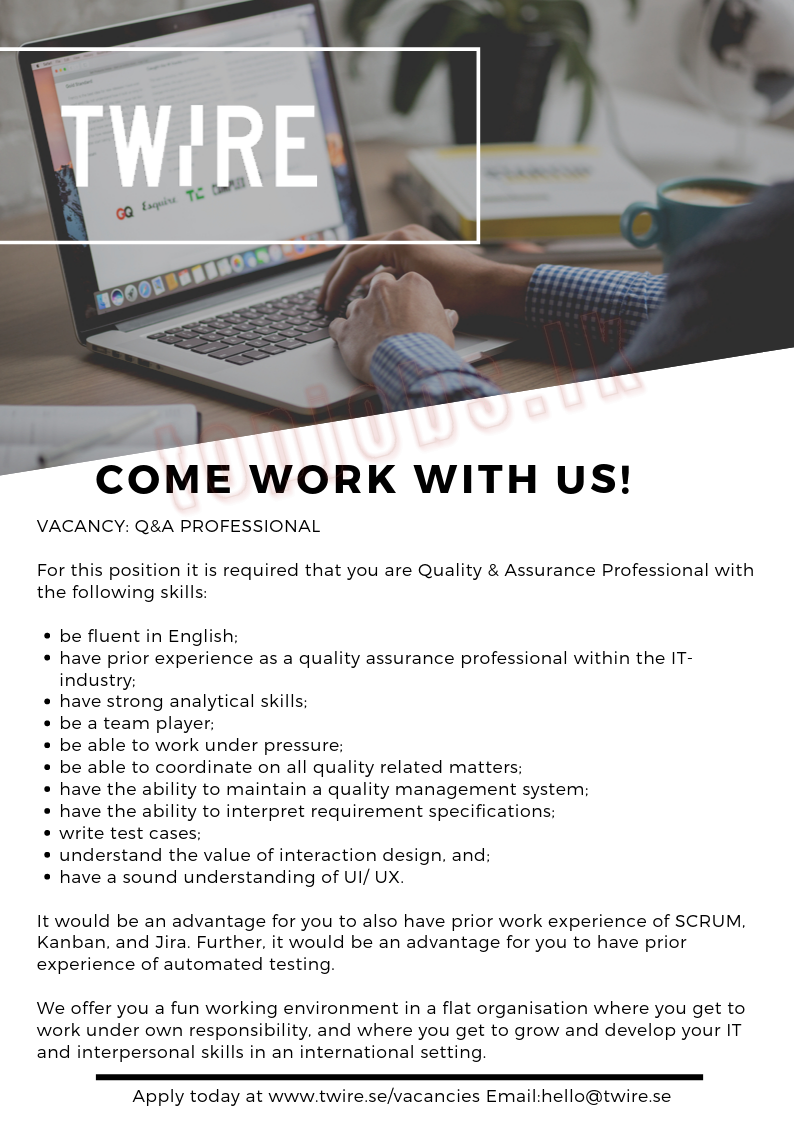 TWIRE
GQ Esquire TC COMPLEX
STARTUP
topjobs.lk
COME WORK WITH US!
VACANCY: Q&A PROFESSIONAL
For this position it is required that you are Quality & Assurance Professional with
the following skills:
• be fluent in English;
• have prior experience as a quality assurance professional within the IT-
industry;
• have strong analytical skills;
• be a team player;
• be able to work under pressure;
• be able to coordinate on all quality related matters;
• have the ability to maintain a quality management system;
• have the ability to interpret requirement specifications;
• write test cases;
• understand the value of interaction design, and;
• have a sound understanding of UI/ UX.
It would be an advantage for you to also have prior work experience of SCRUM,
Kanban, and Jira. Further, it would be an advantage for you to have prior
experience of automated testing.
We offer you a fun working environment in a flat organisation where you get to
work under own responsibility, and where you get to grow and develop your IT
and interpersonal skills in an international setting.
Apply today at www.twire.se/vacancies Email:hello@twire.se